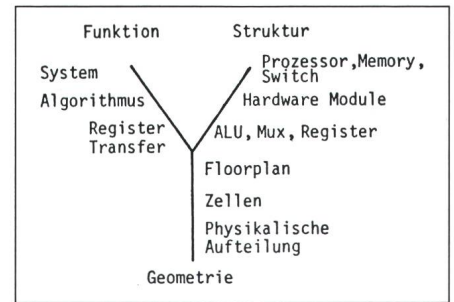 Funktion
Struktur
System
Prozessor,Memory,
Switch
Algorithmus
Hardware Module
Register
Transfer
ALU, Mux, Register
Floorplan
Zellen
Physikalische
Aufteilung
Geometrie